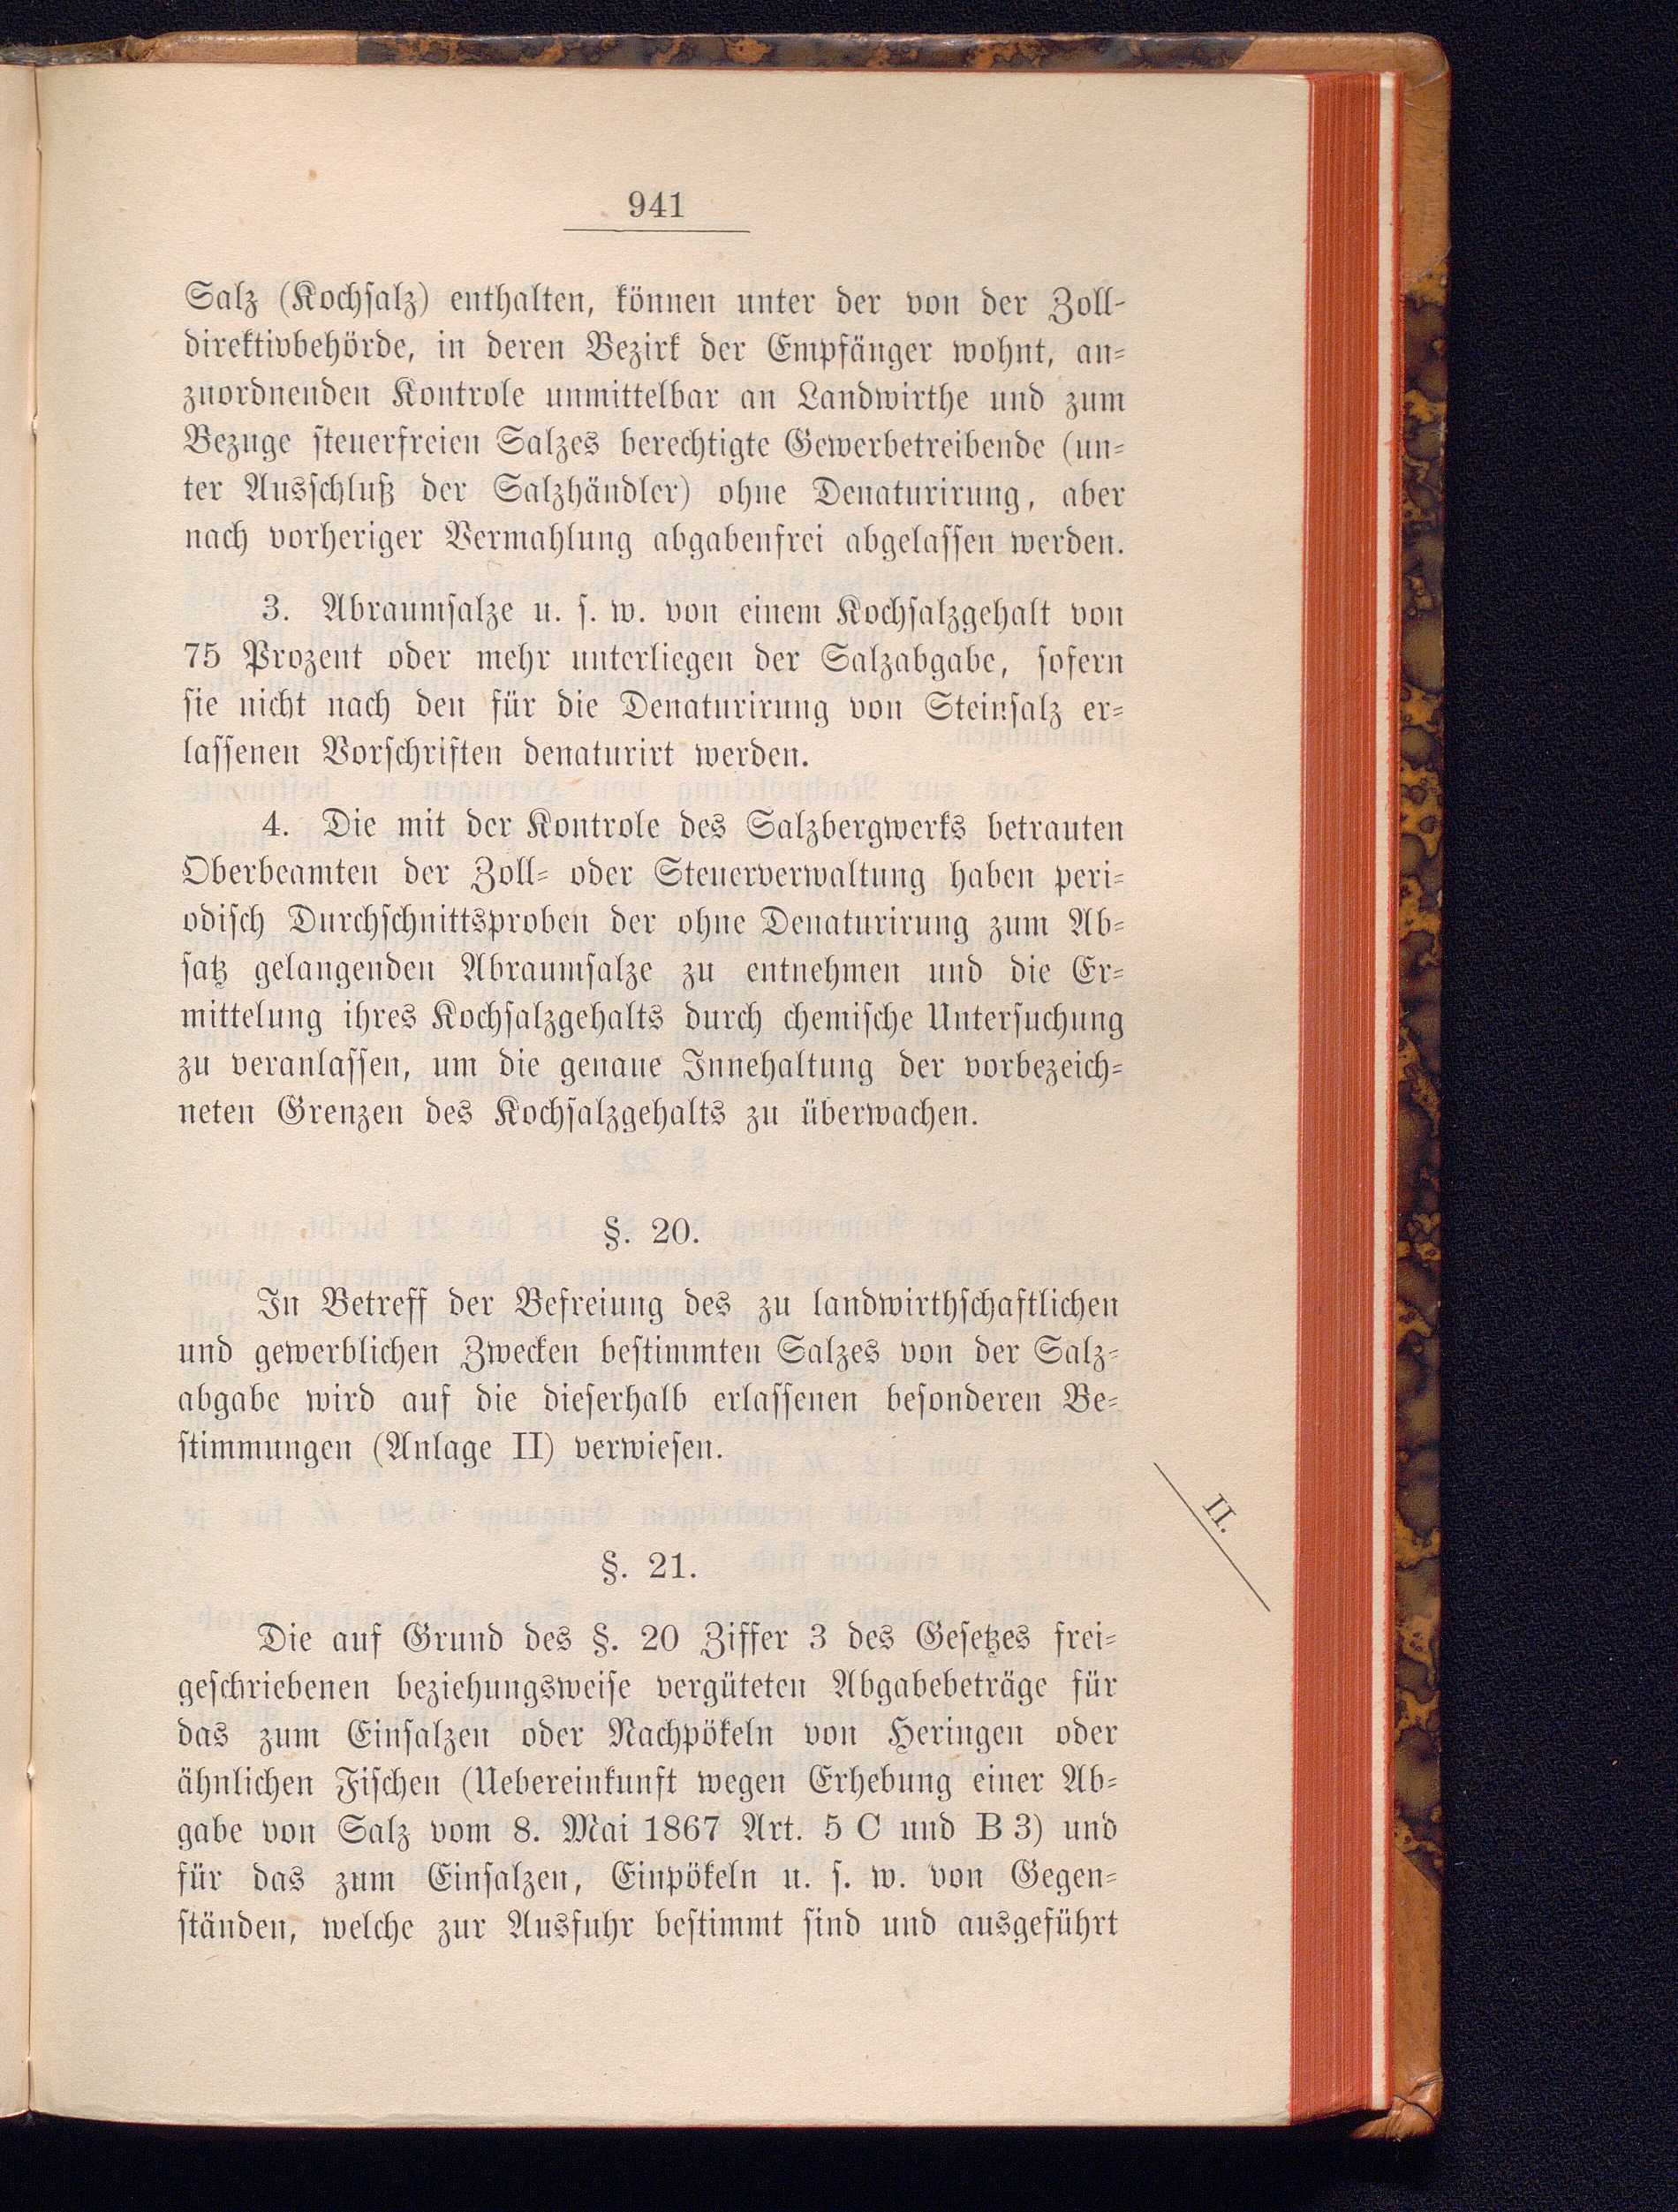 941
Salz (Kochsalz) enthalten, können unter der von der Zoll-
direktivbehörde, in deren Bezirk der Empfänger wohnt, an-
zuordnenden Kontrole unmittelbar an Landwirthe und zum
Bezuge steuerfreien Salzes berechtigte Gewerbetreibende (un-
ter Ausschluß der Salzhändler) ohne Denaturirung, aber
nach vorheriger Vermahlung abgabenfrei abgelassen werden.
3. Abraumsalze u. s. w. von einem Kochsalzgehalt von
75 Prozent oder mehr unterliegen der Salzabgabe, sofern
sie nicht nach den für die Denaturirung von Steinsalz er-
lassenen Vorschriften denaturirt werden.
4. Die mit der Kontrole des Salzbergwerks betrauten
Oberbeamten der Zoll- oder Steuerverwaltung haben peri-
odisch Durchschnittsproben der ohne Denaturirung zum Ab-
satz gelangenden Abraumsalze zu entnehmen und die Er-
mittelung ihres Kochsalzgehalts durch chemische Untersuchung
zu veranlassen, um die genaue Innehaltung der vorbezeich-
neten Grenzen des Kochsalzgehalts zu überwachen.
§. 20.
In Betreff der Befreiung des zu landwirthschaftlichen
und gewerblichen Zwecken bestimmten Salzes von der Salz-
abgabe wird auf die dieserhalb erlassenen besonderen Be-
stimmungen (Anlage II) verwiesen.
II.
§. 21.
Die auf Grund des §. 20 Ziffer 3 des Gesetzes frei-
geschriebenen beziehungsweise vergüteten Abgabebeträge für
das zum Einsalzen oder Nachpökeln von Heringen oder
ähnlichen Fischen (Uebereinkunft wegen Erhebung einer Ab-
gabe von Salz vom 8. Mai 1867 Art. 5 C und B 3) und
für das zum Einsalzen, Einpökeln u. s. w. von Gegen-
ständen, welche zur Ausfuhr bestimmt sind und ausgeführt